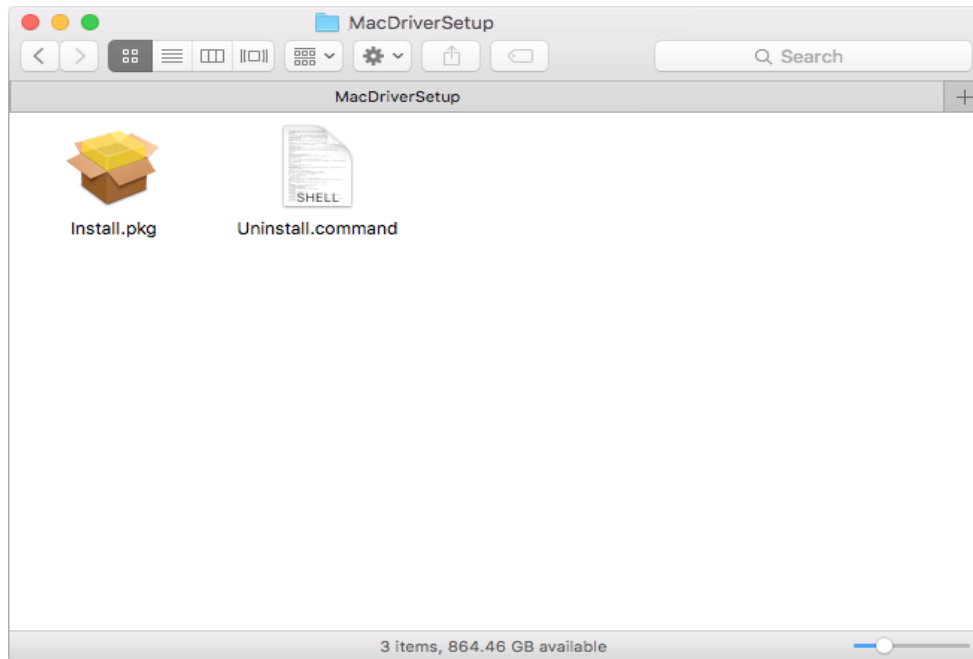 MacDriverSetup
Search
MacDriverSetup
SHELL
Install.pkg
Uninstall.command
3 items, 864.46 GB available